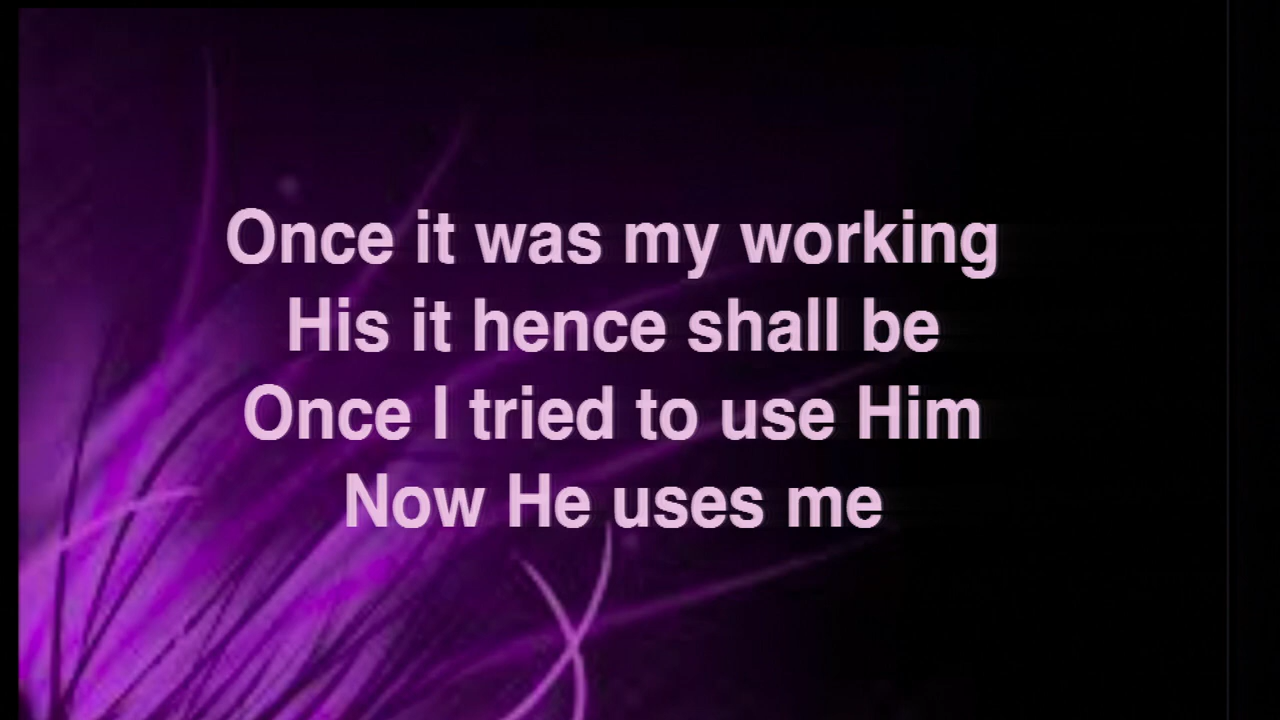 Once it was my working
His it hence shall be
Once I tried to use Him
Now He uses me